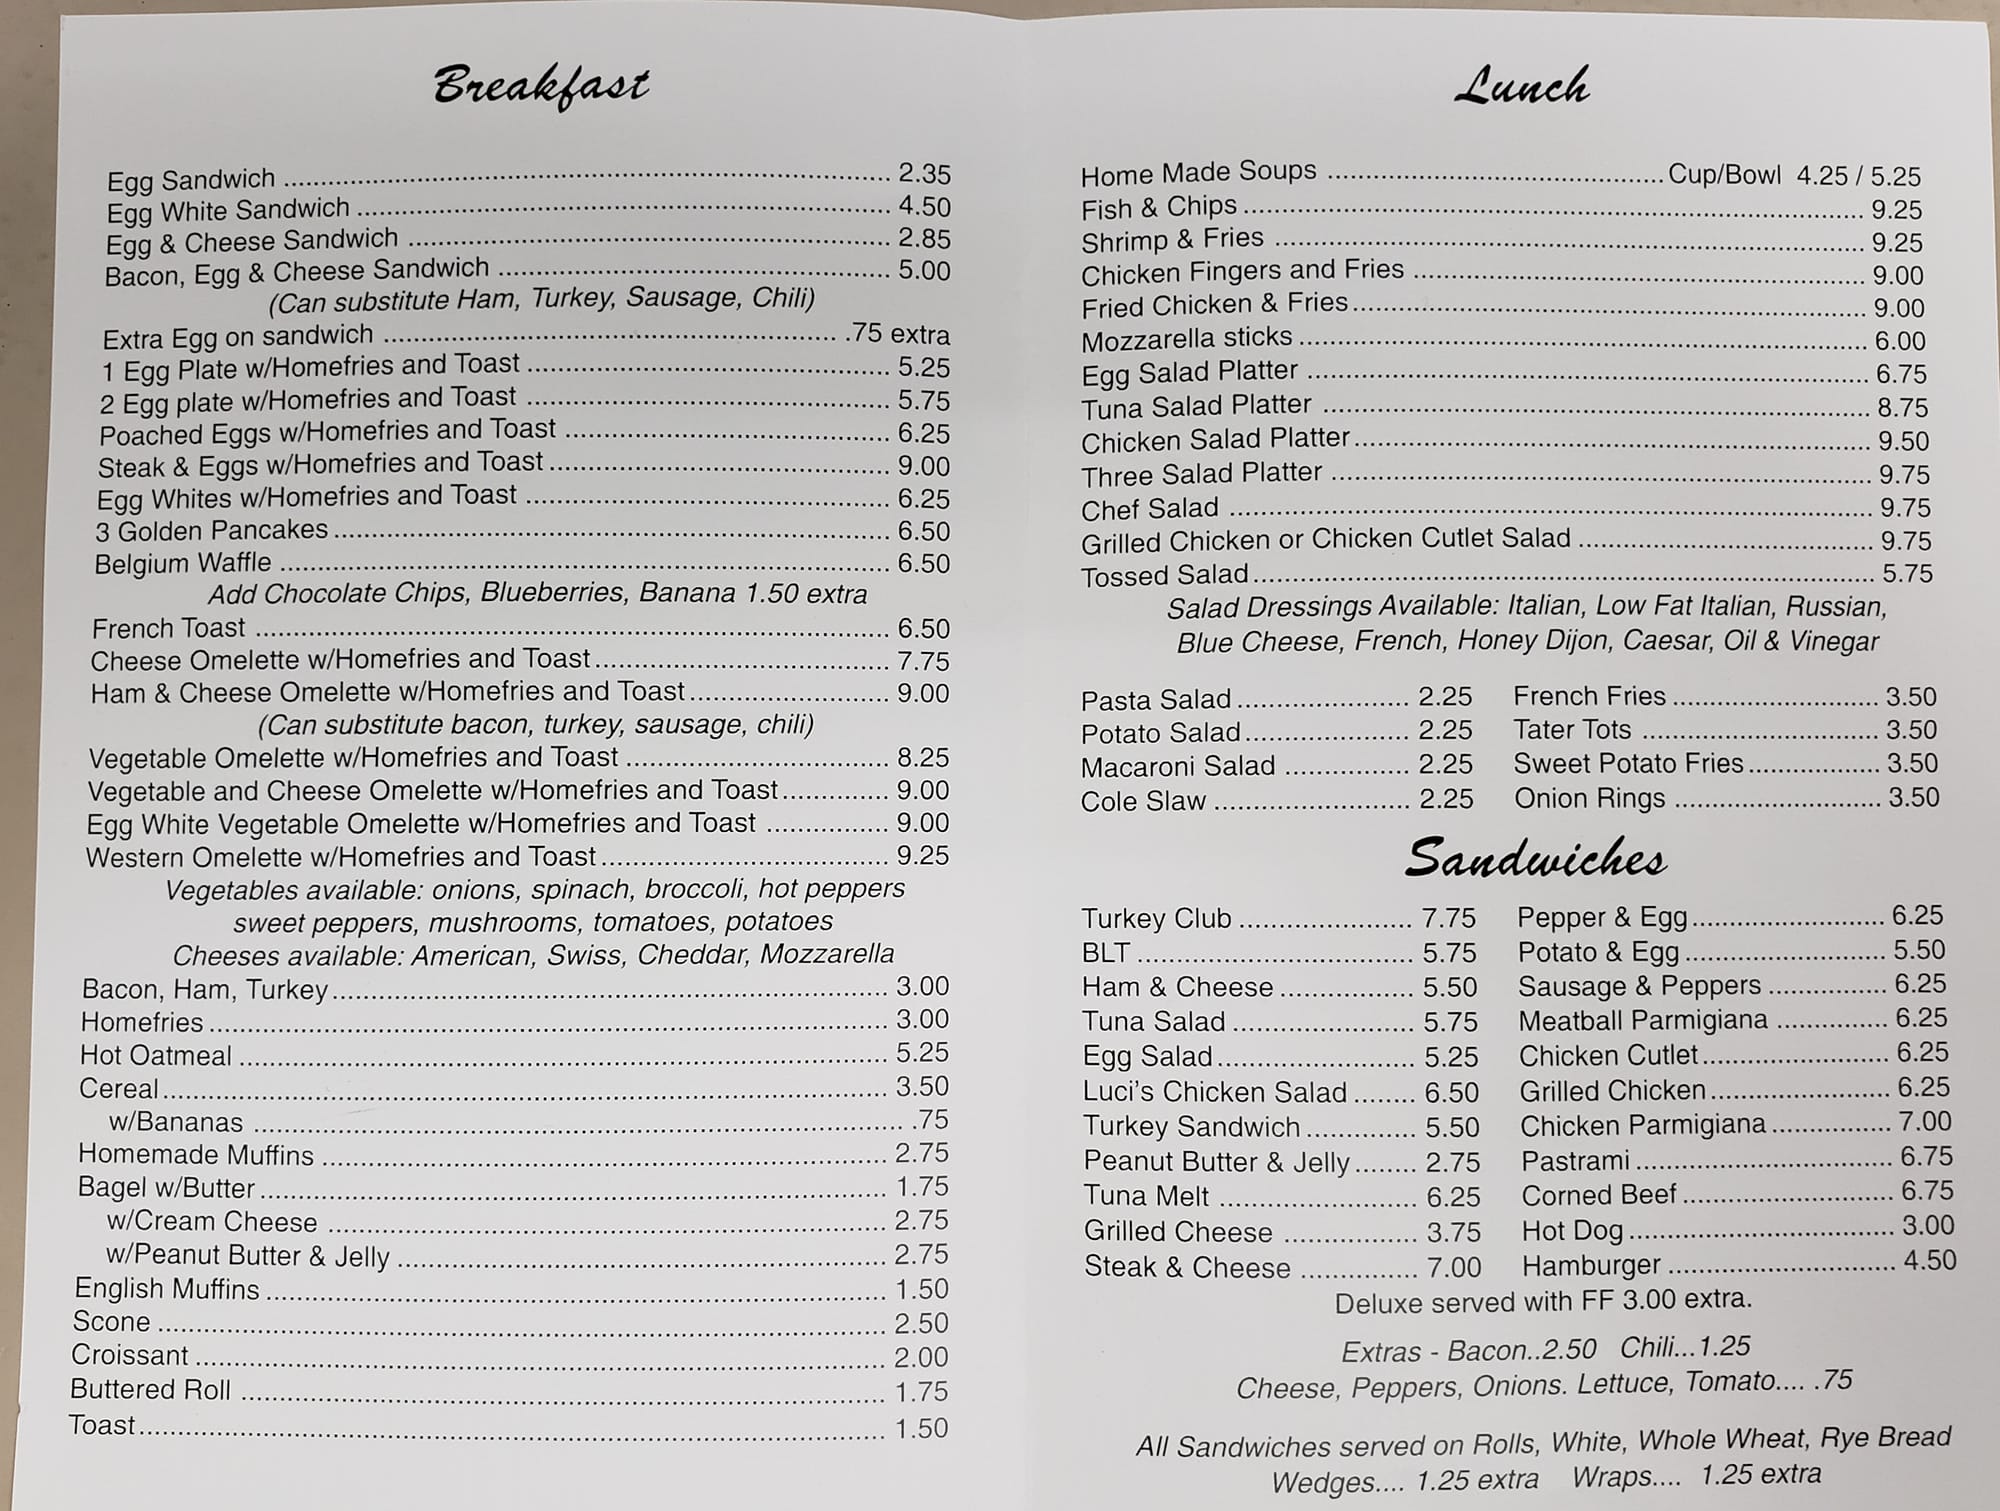 Breakfast
Egg Sandwich ........ 2.35
Egg White Sandwich ........ 4.50
Egg & Cheese Sandwich ........ 2.85
Bacon, Egg & Cheese Sandwich ........ 5.00
(Can substitute Ham, Turkey, Sausage, Chili)
Extra Egg on sandwich ........ .75 extra
1 Egg Plate w/Homefries and Toast ........ 5.25
2 Egg plate w/Homefries and Toast ........ 5.75
Poached Eggs w/Homefries and Toast ........ 6.25
Steak & Eggs w/Homefries and Toast ........ 9.00
Egg Whites w/Homefries and Toast ........ 6.25
3 Golden Pancakes ........ 6.50
Belgium Waffle ........ 6.50
Add Chocolate Chips, Blueberries, Banana 1.50 extra
French Toast ........ 6.50
Cheese Omelette w/Homefries and Toast ........ 7.75
Ham & Cheese Omelette w/Homefries and Toast ........ 9.00
(Can substitute bacon, turkey, sausage, chili)
Vegetable Omelette w/Homefries and Toast ........ 8.25
Vegetable and Cheese Omelette w/Homefries and Toast ........ 9.00
Egg White Vegetable Omelette w/Homefries and Toast ........ 9.00
Western Omelette w/Homefries and Toast ........ 9.25
Vegetables available: onions, spinach, broccoli, hot peppers
sweet peppers, mushrooms, tomatoes, potatoes
Cheeses available: American, Swiss, Cheddar, Mozzarella
Bacon, Ham, Turkey ........ 3.00
Homefries ........ 3.00
Hot Oatmeal ........ 5.25
Cereal ........ 3.50
w/Bananas ........ .75
Homemade Muffins ........ 2.75
Bagel w/Butter ........ 1.75
w/Cream Cheese ........ 2.75
w/Peanut Butter & Jelly ........ 2.75
English Muffins ........ 1.50
Scone ........ 2.50
Croissant ........ 2.00
Buttered Roll ........ 1.75
Toast ........ 1.50
Lunch
Home Made Soups ........ Cup/Bowl 4.25 / 5.25
Fish & Chips ........ 9.25
Shrimp & Fries ........ 9.25
Chicken Fingers and Fries ........ 9.00
Fried Chicken & Fries ........ 9.00
Mozzarella sticks ........ 6.00
Egg Salad Platter ........ 6.75
Tuna Salad Platter ........ 8.75
Chicken Salad Platter ........ 9.50
Three Salad Platter ........ 9.75
Chef Salad ........ 9.75
Grilled Chicken or Chicken Cutlet Salad ........ 9.75
Tossed Salad ........ 5.75
Salad Dressings Available: Italian, Low Fat Italian, Russian,
Blue Cheese, French, Honey Dijon, Caesar, Oil & Vinegar
Pasta Salad ........ 2.25
Potato Salad ........ 2.25
Macaroni Salad ........ 2.25
Cole Slaw ........ 2.25
French Fries ........ 3.50
Tater Tots ........ 3.50
Sweet Potato Fries ........ 3.50
Onion Rings ........ 3.50
Sandwiches
Turkey Club ........ 7.75
BLT ........ 5.75
Ham & Cheese ........ 5.50
Tuna Salad ........ 5.75
Egg Salad ........ 5.25
Luci's Chicken Salad ........ 6.50
Turkey Sandwich ........ 5.50
Peanut Butter & Jelly ........ 2.75
Tuna Melt ........ 6.25
Grilled Cheese ........ 3.75
Steak & Cheese ........ 7.00
Pepper & Egg ........ 6.25
Potato & Egg ........ 5.50
Sausage & Peppers ........ 6.25
Meatball Parmigiana ........ 6.25
Chicken Cutlet ........ 6.25
Grilled Chicken ........ 6.25
Chicken Parmigiana ........ 7.00
Pastrami ........ 6.75
Corned Beef ........ 6.75
Hot Dog ........ 3.00
Hamburger ........ 4.50
Deluxe served with FF 3.00 extra.
Extras - Bacon..2.50 Chili...1.25
Cheese, Peppers, Onions. Lettuce, Tomato.... .75
All Sandwiches served on Rolls, White, Whole Wheat, Rye Bread
Wedges.... 1.25 extra Wraps.... 1.25 extra